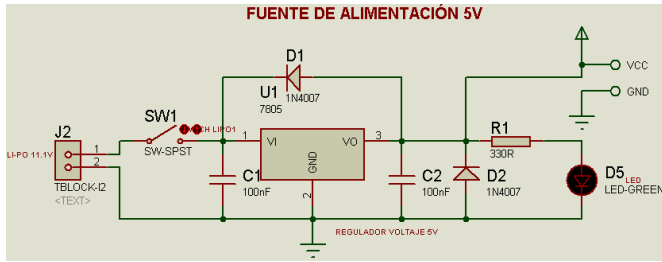 FUENTE DE ALIMENTACIÓN 5V
D1
1N4007
U1
7805
VCC
GND
J2
SW1
LIPO1
SW-SPST
LI-PO 11.1V
1
2
TBLOCK-I2
<TEXT>
1
VI
VO
3
GND
2
C1
100nF
C2
100nF
D2
1N4007
R1
330R
D5
LED
LED-GREEN
REGULADOR VOLTAJE 5V